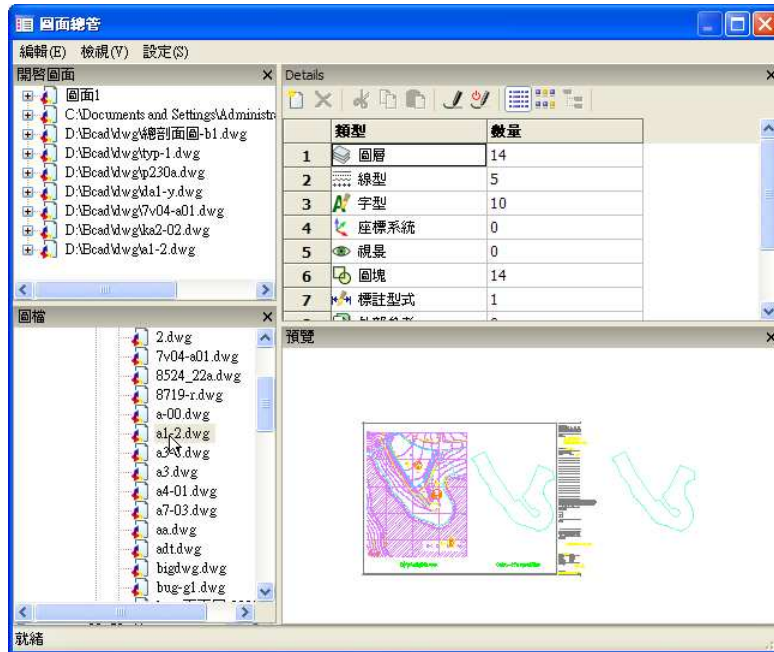 圖面總管
編輯(E) 檢視(V) 設定(S)
開啓圖面
圖面1
C:\Documents and Settings\Administr
D:\Bcad\dwg\總剖面圖-b1.dwg
D:\Bcad\dwg\typ-1.dwg
D:\Bcad\dwg\p230a.dwg
D:\Bcad\dwg\da1-y.dwg
D:\Bcad\dwg\7v04-a01.dwg
D:\Bcad\dwg\ka2-02.dwg
D:\Bcad\dwg\a1-2.dwg
Details
類型 數量
1 圖層 14
2 線型 5
3 字型 10
4 座標系統 0
5 視景 0
6 圖塊 14
7 標註型式 1
圖檔
2.dwg
7v04-a01.dwg
8524_22a.dwg
8719-r.dwg
a-00.dwg
a1-2.dwg
a3.dwg
a4-01.dwg
a7-03.dwg
aa.dwg
adt.dwg
bigdwg.dwg
bug-g1.dwg
預覽
就緒